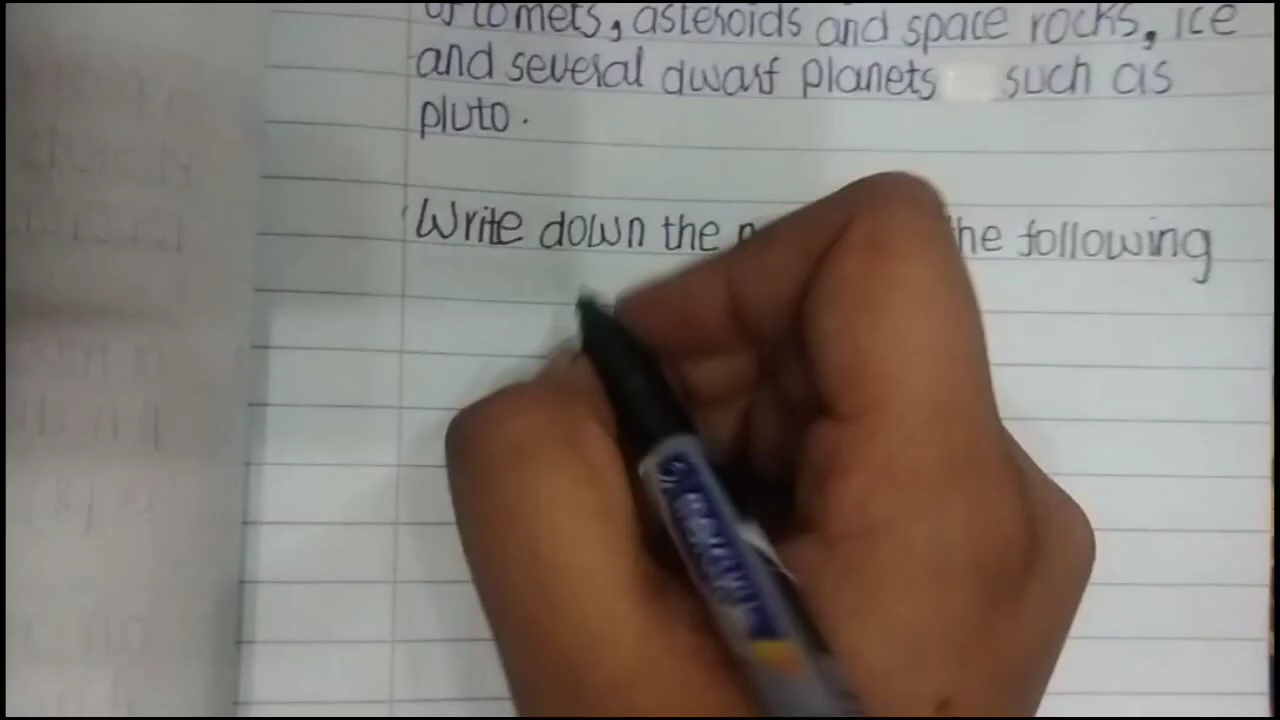 comets, asteroids and space rocks, ice
and several dwarf planets such as
pluto.
Write down the the following